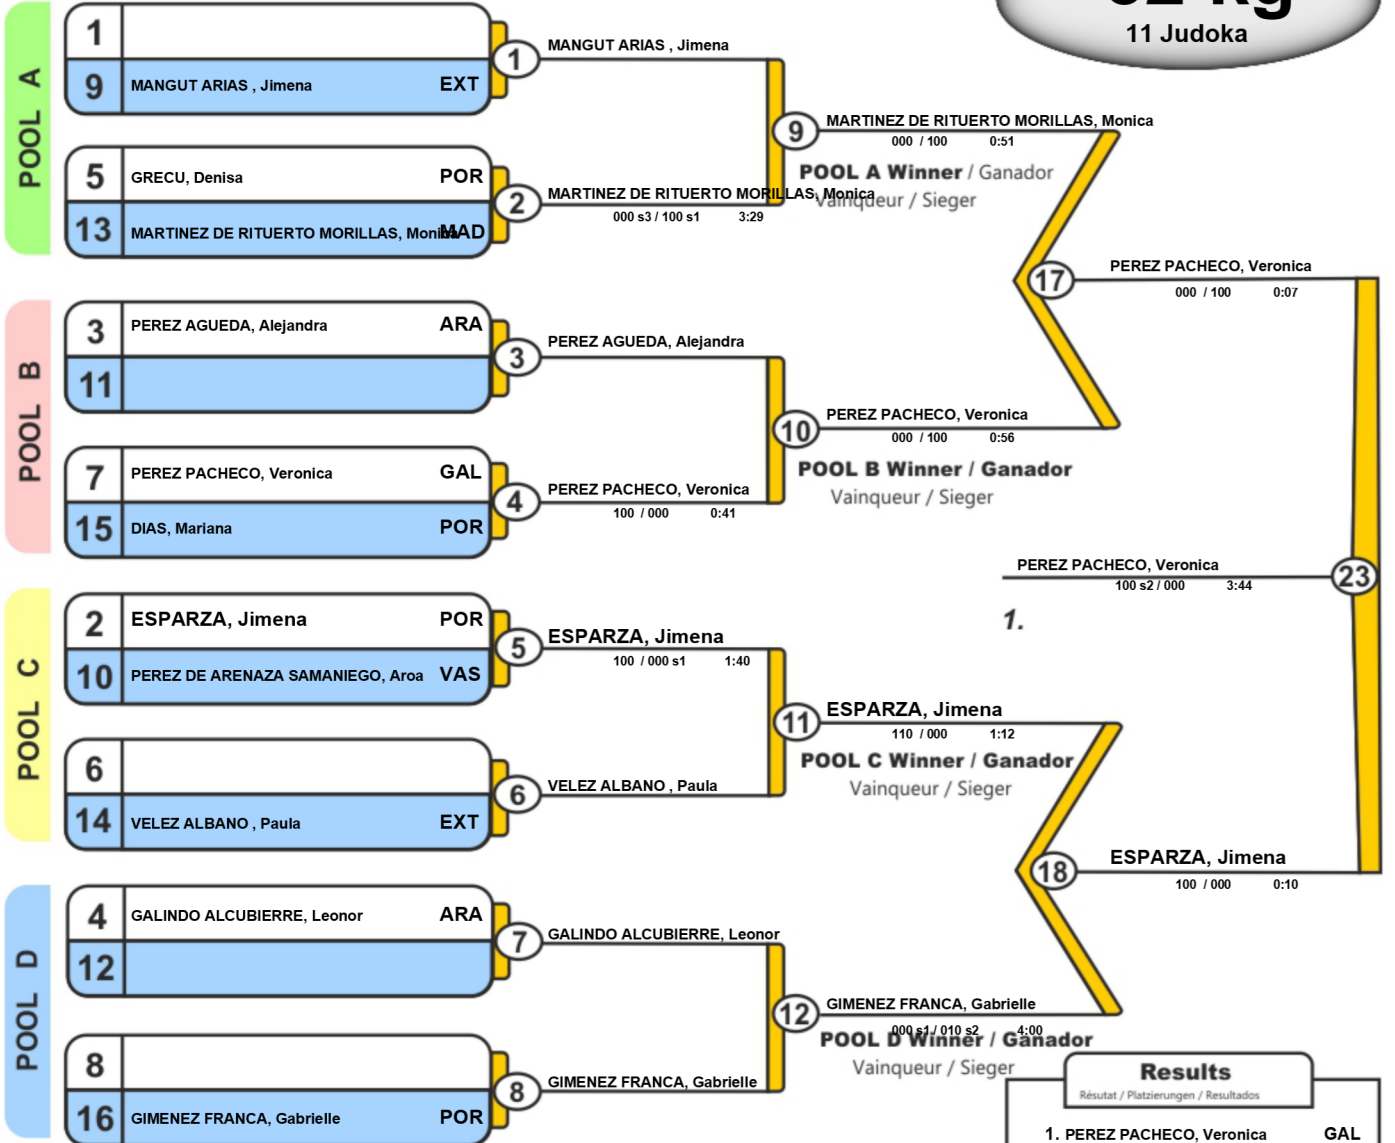 11 Judoka
POOL A
1
9 MANGUT ARIAS , Jimena EXT
1 MANGUT ARIAS , Jimena
5 GRECU, Denisa POR
13 MARTINEZ DE RITUERTO MORILLAS, Monica MAD
2 MARTINEZ DE RITUERTO MORILLAS, Monica
000 s3 / 100 s1 3:29
9 MARTINEZ DE RITUERTO MORILLAS, Monica
000 / 100 0:51
POOL A Winner / Ganador
Vainqueur / Sieger
POOL B
3 PEREZ AGUEDA, Alejandra ARA
11
3 PEREZ AGUEDA, Alejandra
7 PEREZ PACHECO, Veronica GAL
15 DIAS, Mariana POR
4 PEREZ PACHECO, Veronica
100 / 000 0:41
10 PEREZ PACHECO, Veronica
000 / 100 0:56
POOL B Winner / Ganador
Vainqueur / Sieger
17 PEREZ PACHECO, Veronica
000 / 100 0:07
PEREZ PACHECO, Veronica 23
100 s2 / 000 3:44
1.
POOL C
2 ESPARZA, Jimena POR
10 PEREZ DE ARENAZA SAMANIEGO, Aroa VAS
5 ESPARZA, Jimena
100 / 000 s1 1:40
6
14 VELEZ ALBANO , Paula EXT
6 VELEZ ALBANO , Paula
11 ESPARZA, Jimena
110 / 000 1:12
POOL C Winner / Ganador
Vainqueur / Sieger
18 ESPARZA, Jimena
100 / 000 0:10
POOL D
4 GALINDO ALCUBIERRE, Leonor ARA
12
7 GALINDO ALCUBIERRE, Leonor
8
16 GIMENEZ FRANCA, Gabrielle POR
8 GIMENEZ FRANCA, Gabrielle
12 GIMENEZ FRANCA, Gabrielle
000 s1 / 010 s2 4:00
POOL D Winner / Ganador
Vainqueur / Sieger
Results
Résutat / Platzierungen / Resultados
1. PEREZ PACHECO, Veronica GAL